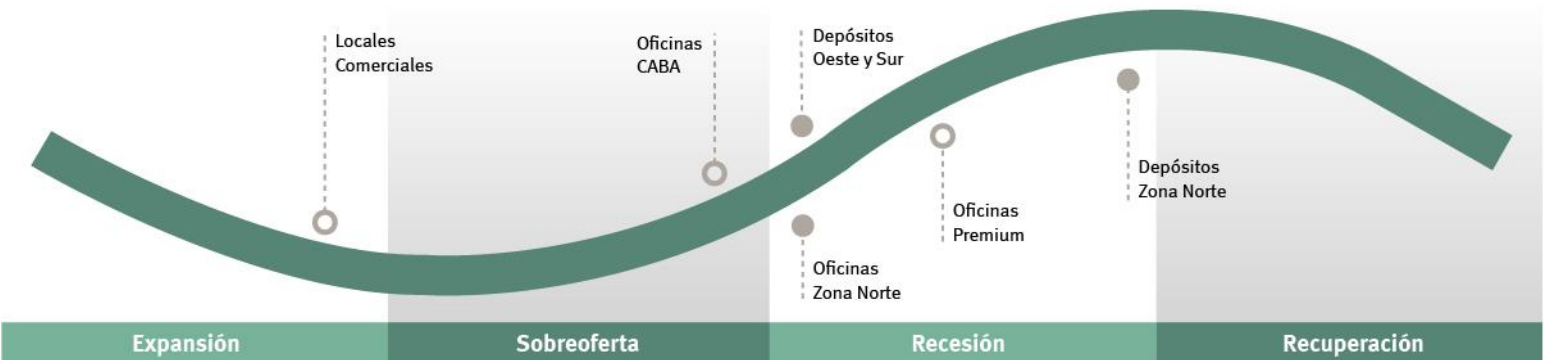 Locales
Comerciales
Oficinas
CABA
Depósitos
Oeste y Sur
Oficinas
Zona Norte
Oficinas
Premium
Depósitos
Zona Norte
Expansión
Sobreoferta
Recesión
Recuperación